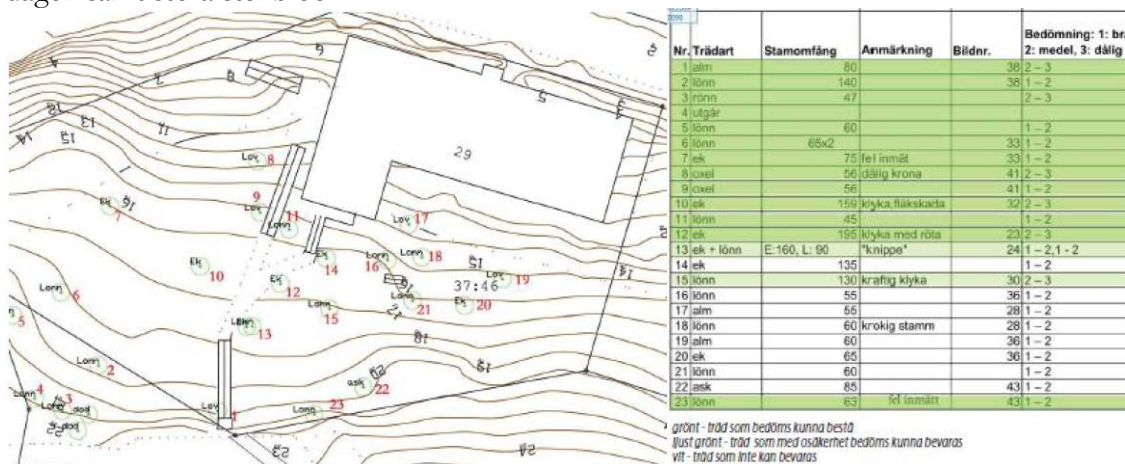 Nr. Trädart Stamomfång Anmärkning Bildnr. Bedömning: 1: bra 2: medel, 3: dålig
1 alm 80 38 2 – 3
2 lönn 140 38 1 – 2
3 rönn 47 2 – 3
4 utgår
5 lönn 60 1 – 2
6 lönn 65x2 33 1 – 2
7 ek 75 fel inmät 33 1 – 2
8 oxel 56 dålig krona 41 2 – 3
9 oxel 56 41 1 – 2
10 ek 159 klyka,fläkskada 32 2 – 3
11 lönn 45 1 – 2
12 ek 195 klyka med röta 23 2 – 3
13 ek + lönn E:160, L: 90 "knippe" 24 1 – 2,1 - 2
14 ek 135 1 – 2
15 lönn 130 kraftig klyka 30 2 – 3
16 lönn 55 36 1 – 2
17 alm 55 28 1 – 2
18 lönn 60 krokig stamm 28 1 – 2
19 alm 60 36 1 – 2
20 ek 65 36 1 – 2
21 lönn 60 1 – 2
22 ask 85 43 1 – 2
23 lönn 63 fel inmätt 43 1 – 2
grönt - träd som bedöms kunna bestå
ljust grönt - träd som med osäkerhet bedöms kunna bevaras
vit - träd som inte kan bevaras
29
37:46
Lov 8
9 Lov
11 Lonn
Lov 17
Ek 7
Ek 10
Ek 14
16 Lonn
Lonn 18
Lov 19
Ek 12
Lonn 6
Lonn 15
Lonn 21
Ek 20
13
5
Lonn 2
ask 22
Lonn 4
3
dod
dod
Lov 1
Lonn 23